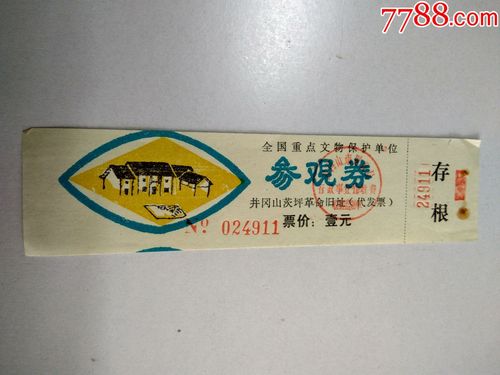 7788.com
全国重点文物保护单位
参观券
井冈山茨坪革命旧址(代发票)
No 024911 票价：壹元
存根
24911